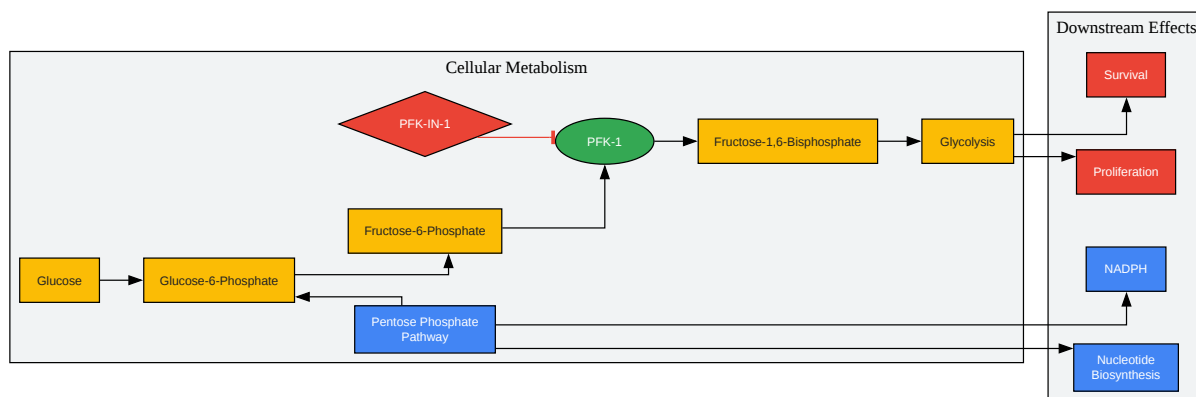 Downstream Effects
Cellular Metabolism
Survival
PFK-IN-1
PFK-1
Fructose-1,6-Bisphosphate
Glycolysis
Proliferation
Fructose-6-Phosphate
Glucose
Glucose-6-Phosphate
NADPH
Pentose Phosphate
Pathway
Nucleotide
Biosynthesis